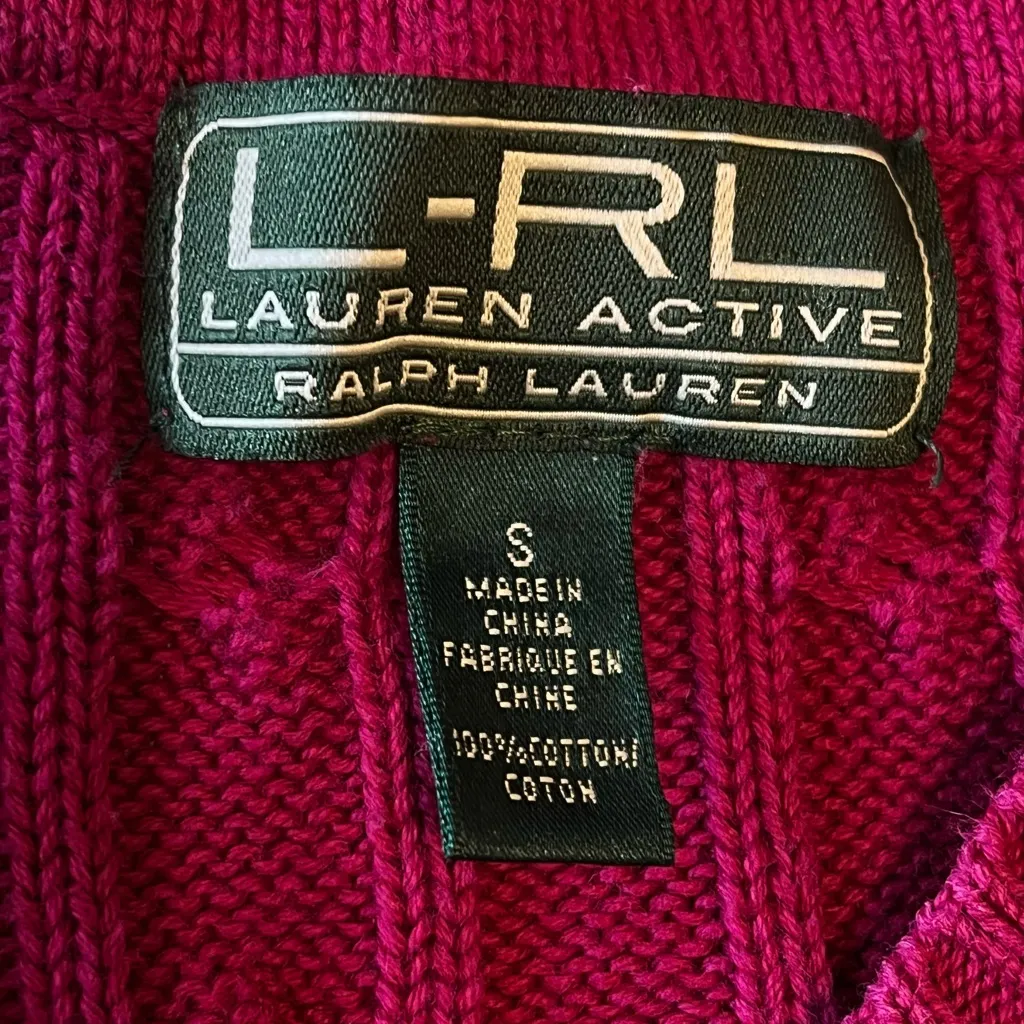 L-RL
LAUREN ACTIVE
RALPH LAUREN
S
MADE IN
CHINA
FABRIQUE EN
CHINE
100%COTTON/
COTON